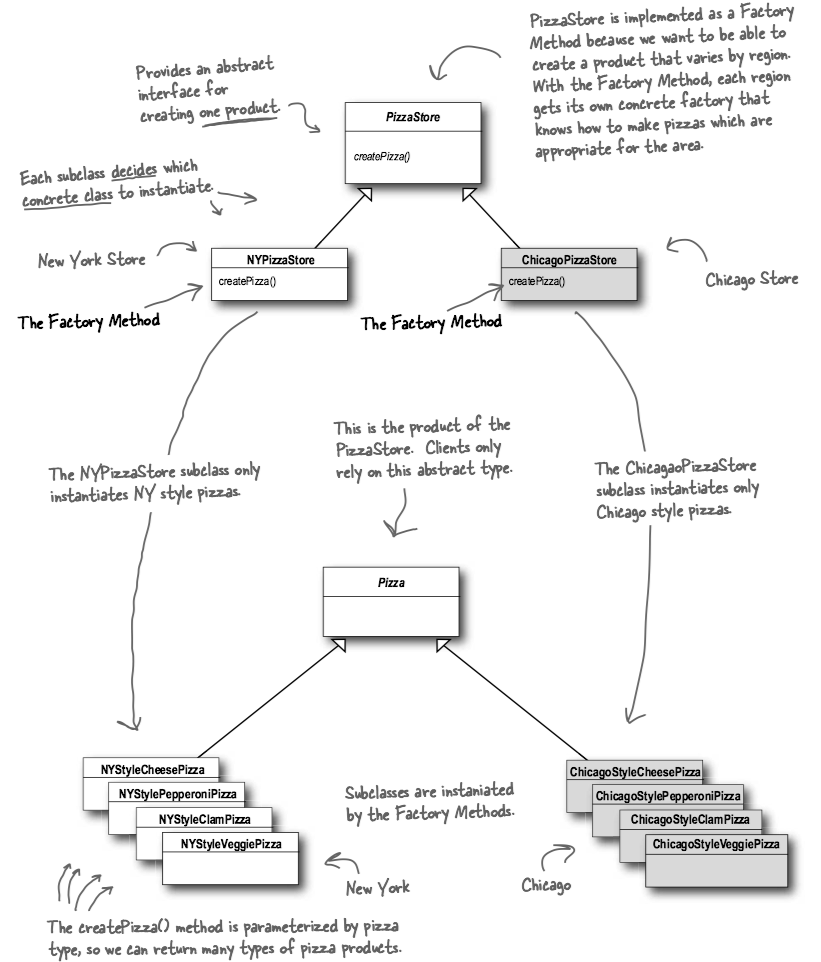 PizzaStore is implemented as a Factory
Method because we want to be able to
create a product that varies by region.
With the Factory Method, each region
gets its own concrete factory that
knows how to make pizzas which are
appropriate for the area.
Provides an abstract
interface for
creating one product.
PizzaStore
createPizza()
Each subclass decides which
concrete class to instantiate.
New York Store
NYPizzaStore
createPizza()
ChicagoPizzaStore
createPizza()
Chicago Store
The Factory Method
The Factory Method
This is the product of the
PizzaStore. Clients only
rely on this abstract type.
The NYPizzaStore subclass only
instantiates NY style pizzas.
The ChicagaoPizzaStore
subclass instantiates only
Chicago style pizzas.
Pizza
NYStyleCheesePizza
NYStylePepperoniPizza
NYStyleClamPizza
NYStyleVeggiePizza
Subclasses are instaniated
by the Factory Methods.
ChicagoStyleCheesePizza
ChicagoStylePepperoniPizza
ChicagoStyleClamPizza
ChicagoStyleVeggiePizza
New York
Chicago
The createPizza() method is parameterized by pizza
type, so we can return many types of pizza products.